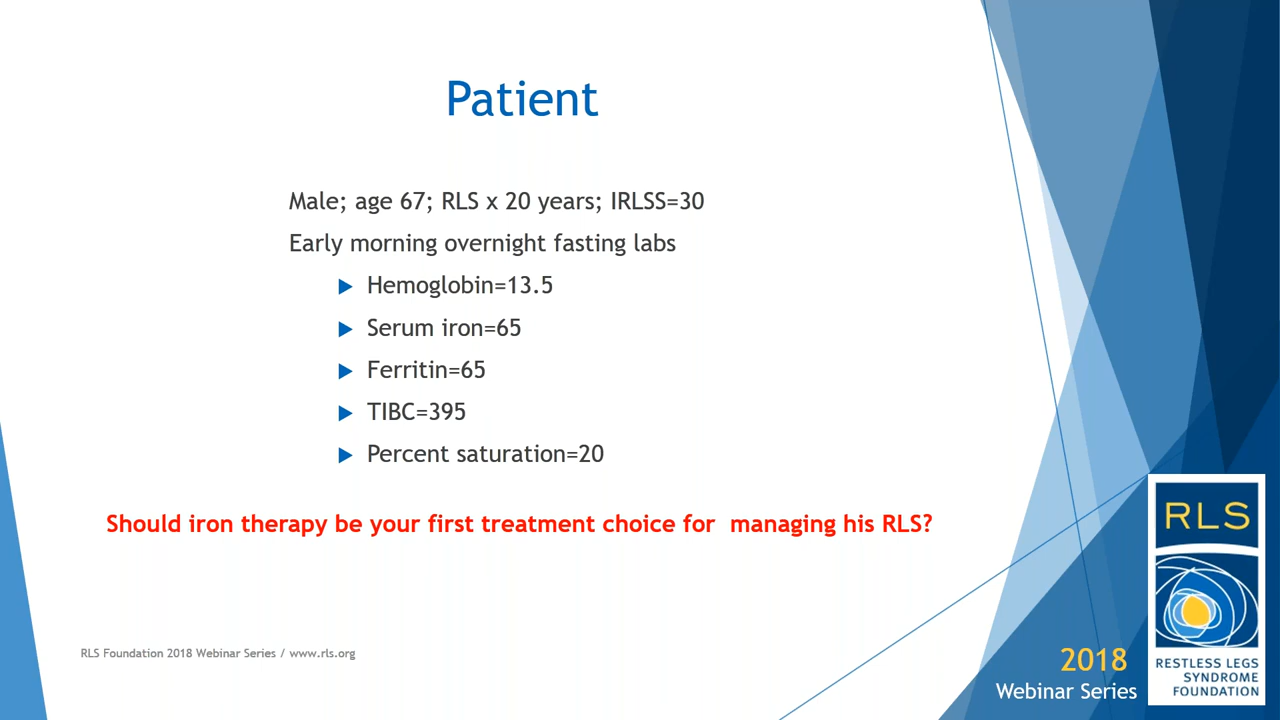 Patient
Male; age 67; RLS x 20 years; IRLSS=30
Early morning overnight fasting labs
Hemoglobin=13.5
Serum iron=65
Ferritin=65
TIBC=395
Percent saturation=20
Should iron therapy be your first treatment choice for managing his RLS?
RLS Foundation 2018 Webinar Series / www.rls.org
2018
Webinar Series
RLS
RESTLESS LEGS
SYNDROME
FOUNDATION